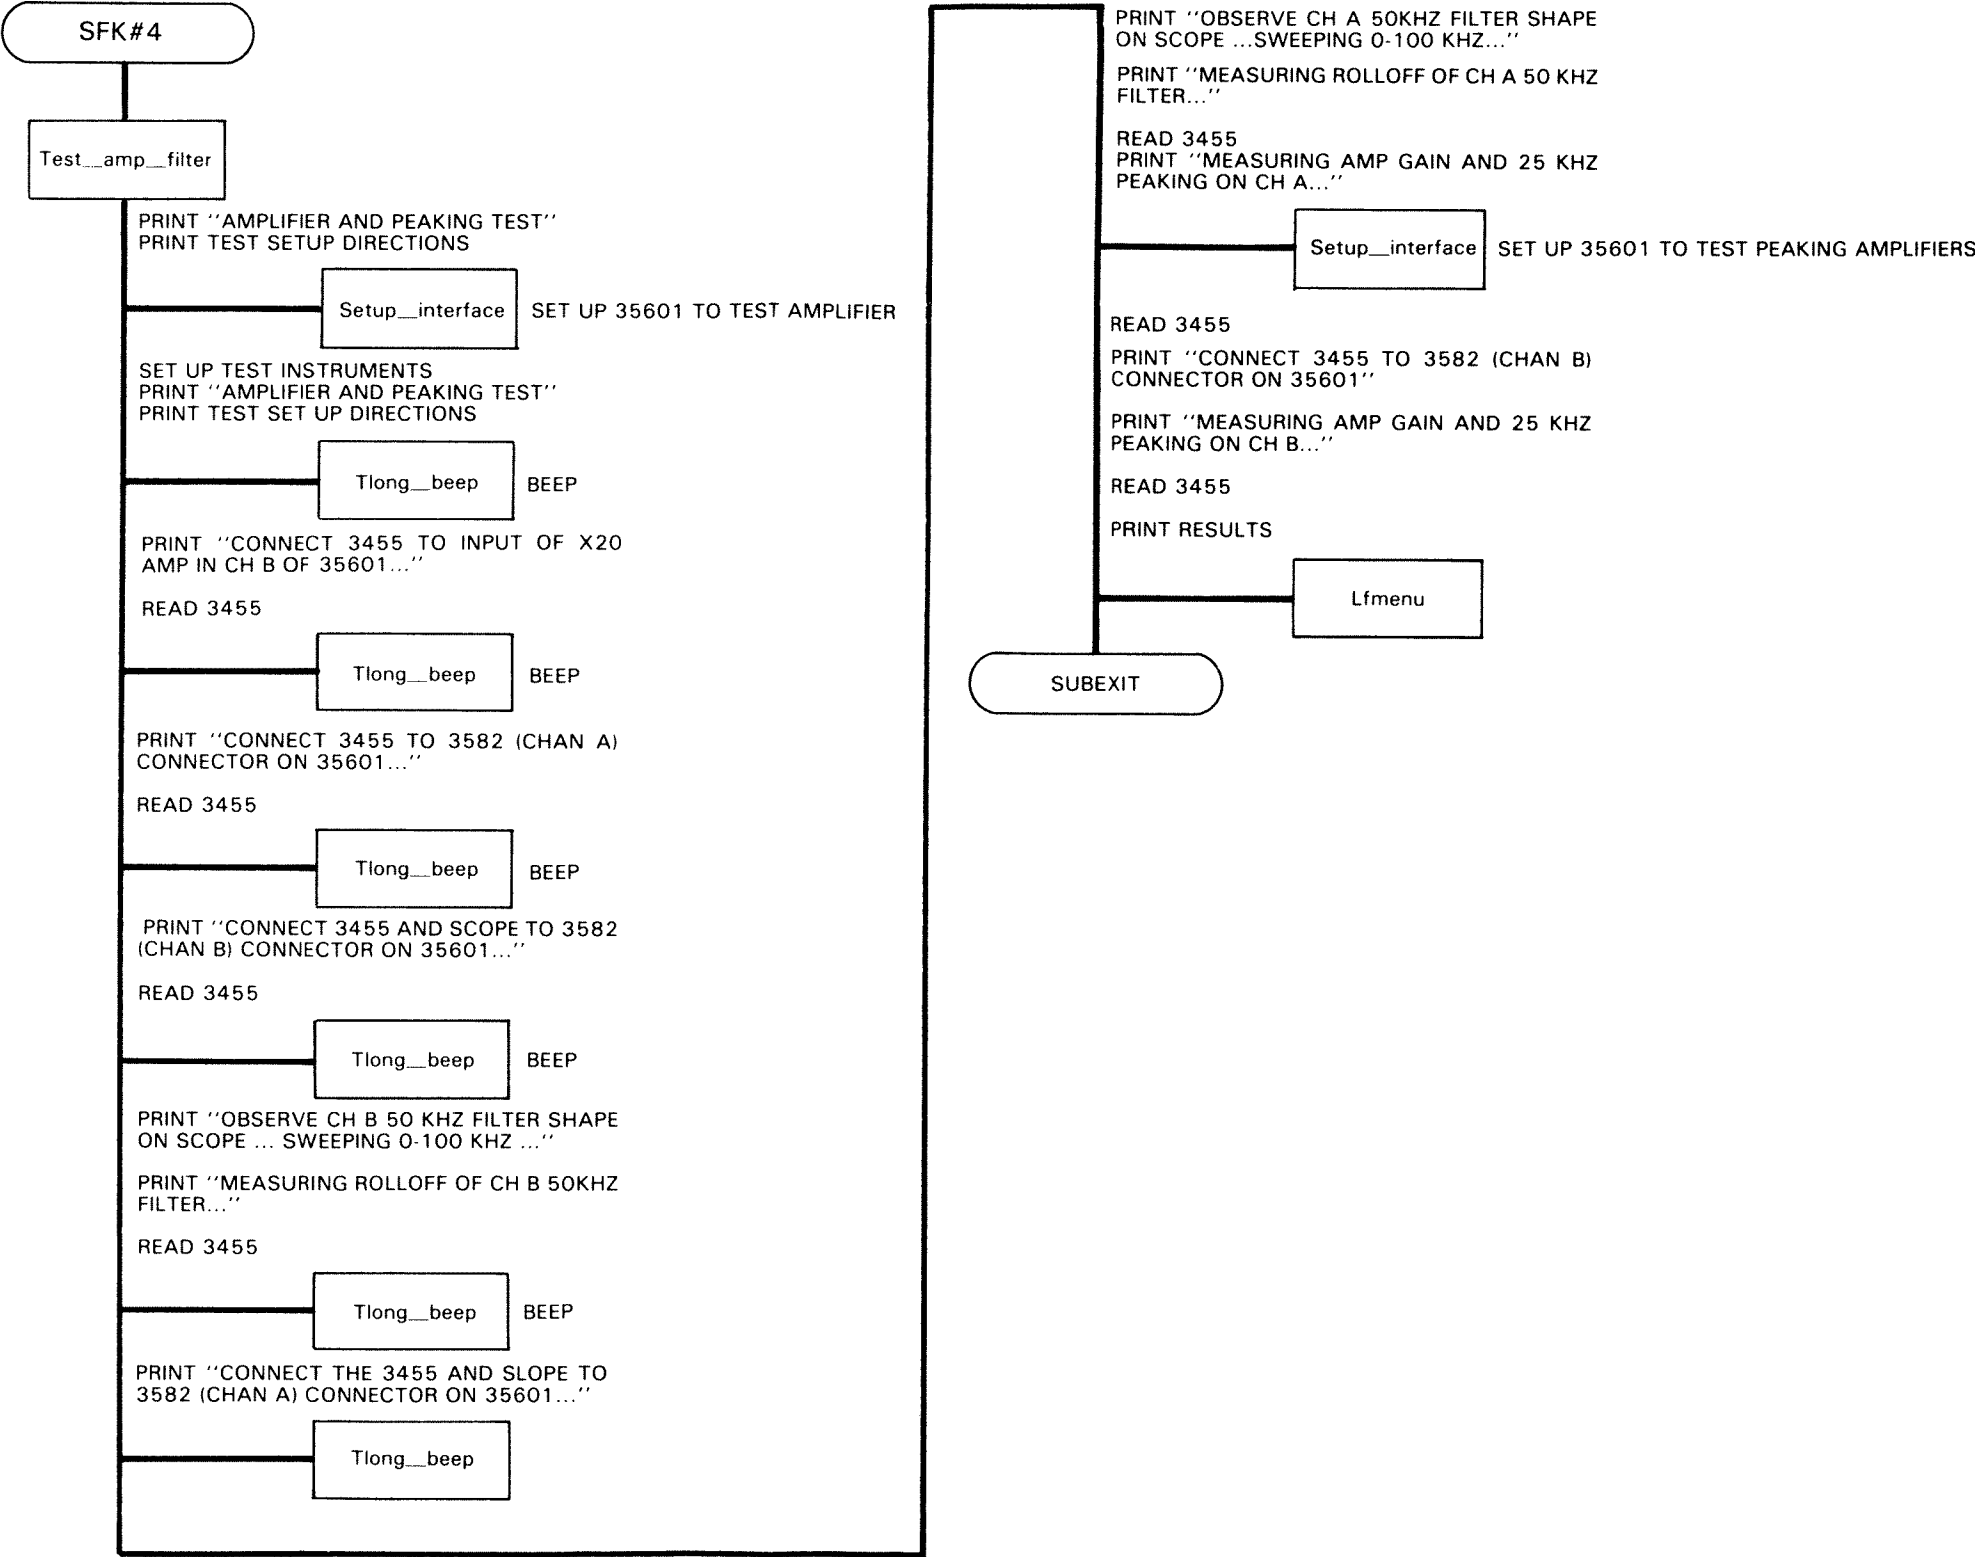 SFK#4
Test__amp__filter
PRINT ''AMPLIFIER AND PEAKING TEST''
PRINT TEST SETUP DIRECTIONS
Setup__interface
SET UP 35601 TO TEST AMPLIFIER
SET UP TEST INSTRUMENTS
PRINT ''AMPLIFIER AND PEAKING TEST''
PRINT TEST SET UP DIRECTIONS
Tlong__beep
BEEP
PRINT ''CONNECT 3455 TO INPUT OF X20
AMP IN CH B OF 35601...''
READ 3455
Tlong__beep
BEEP
PRINT ''CONNECT 3455 TO 3582 (CHAN A)
CONNECTOR ON 35601...''
READ 3455
Tlong__beep
BEEP
PRINT ''CONNECT 3455 AND SCOPE TO 3582
(CHAN B) CONNECTOR ON 35601...''
READ 3455
Tlong__beep
BEEP
PRINT ''OBSERVE CH B 50 KHZ FILTER SHAPE
ON SCOPE ... SWEEPING 0-100 KHZ ...''
PRINT ''MEASURING ROLLOFF OF CH B 50KHZ
FILTER...''
READ 3455
Tlong__beep
BEEP
PRINT ''CONNECT THE 3455 AND SLOPE TO
3582 (CHAN A) CONNECTOR ON 35601...''
Tlong__beep
PRINT ''OBSERVE CH A 50KHZ FILTER SHAPE
ON SCOPE ...SWEEPING 0-100 KHZ...''
PRINT ''MEASURING ROLLOFF OF CH A 50 KHZ
FILTER...''
READ 3455
PRINT ''MEASURING AMP GAIN AND 25 KHZ
PEAKING ON CH A...''
Setup__interface
SET UP 35601 TO TEST PEAKING AMPLIFIERS
READ 3455
PRINT ''CONNECT 3455 TO 3582 (CHAN B)
CONNECTOR ON 35601''
PRINT ''MEASURING AMP GAIN AND 25 KHZ
PEAKING ON CH B...''
READ 3455
PRINT RESULTS
Lfmenu
SUBEXIT